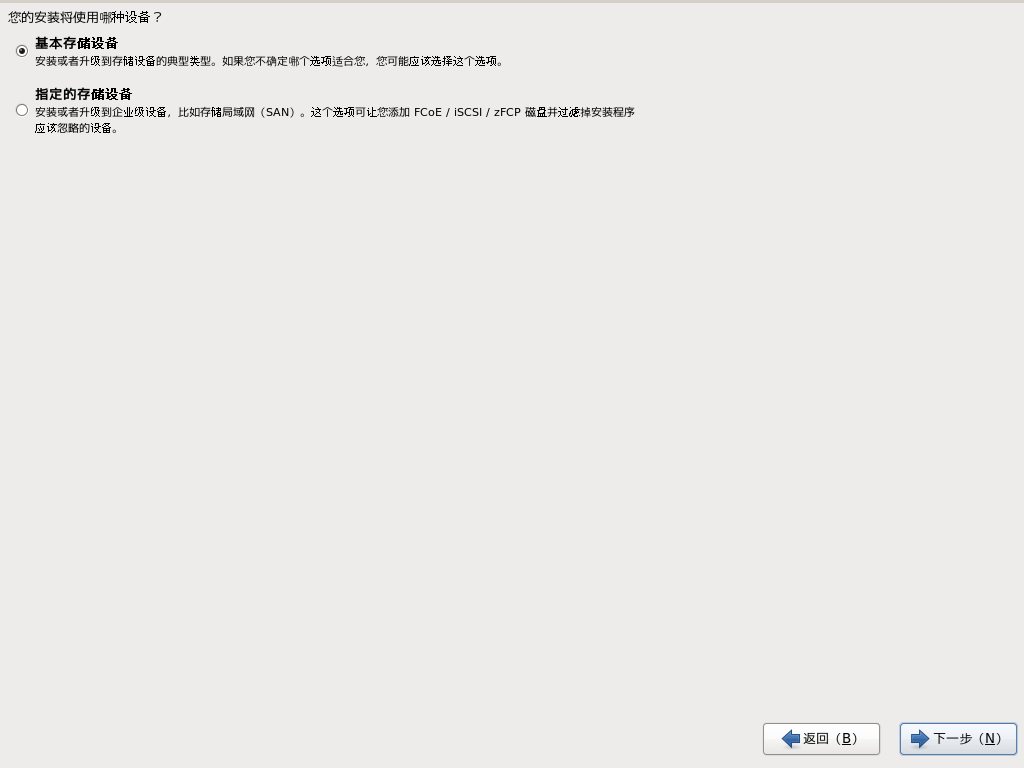 您的安装将使用哪种设备？
基本存储设备
安装或者升级到存储设备的典型类型。如果您不确定哪个选项适合您，您可能应该选择这个选项。
指定的存储设备
安装或者升级到企业级设备，比如存储局域网（SAN）。这个选项可让您添加 FCoE / iSCSI / zFCP 磁盘并过滤掉安装程序
应该忽略的设备。
返回（B） 下一步（N）